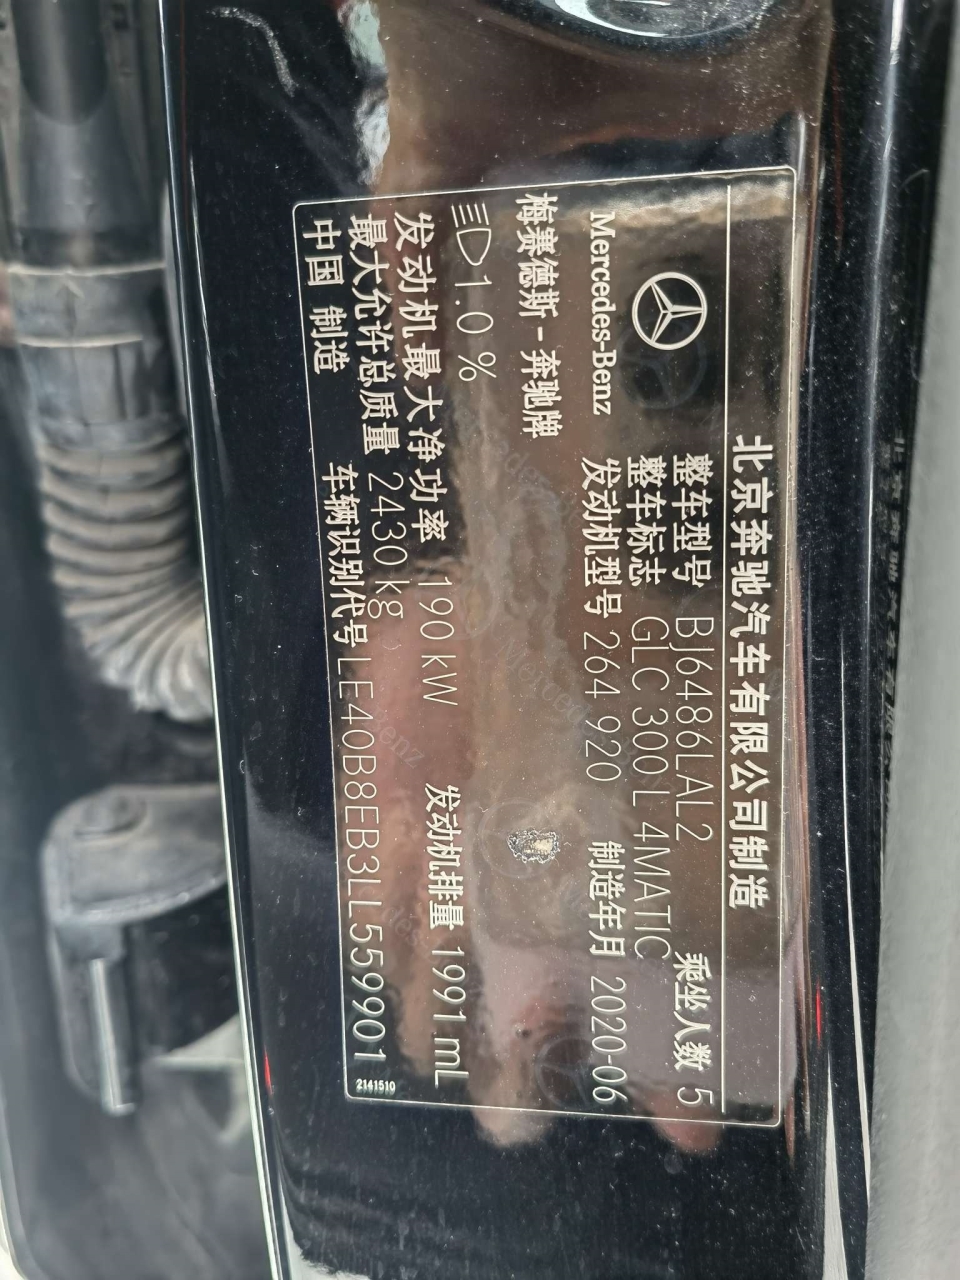 北京奔驰汽车有限公司制造
Mercedes-Benz
整车型号 BJ6486LAL2 乘坐人数 5
整车标志 GLC 300 L 4MATIC
发动机型号 264 920 制造年月 2020-06
梅赛德斯-奔驰牌
1.0 %
发动机最大净功率 190 kW 发动机排量 1991 mL
最大允许总质量 2430 kg
中国 制造 车辆识别代号 LE40B8EB3LL559901
2141510